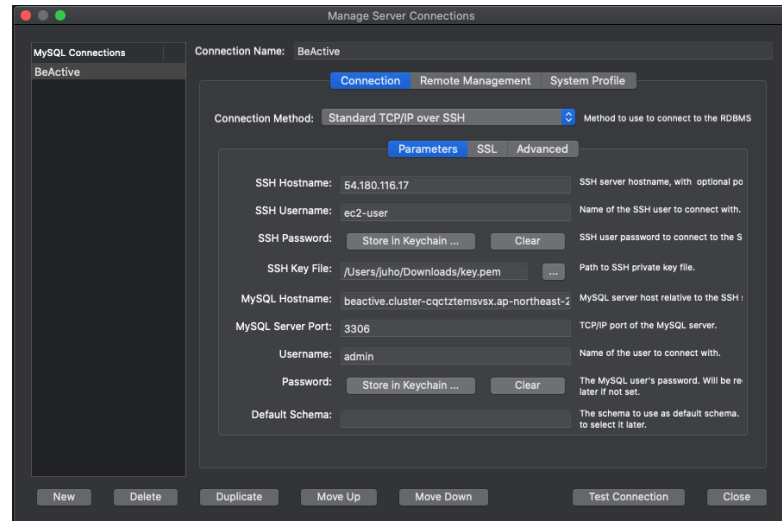 Manage Server Connections
MySQL Connections
BeActive
Connection Name: BeActive
Connection Remote Management System Profile
Connection Method: Standard TCP/IP over SSH Method to use to connect to the RDBMS
Parameters SSL Advanced
SSH Hostname: 54.180.116.17 SSH server hostname, with optional po
SSH Username: ec2-user Name of the SSH user to connect with.
SSH Password: Store in Keychain ... Clear SSH user password to connect to the S
SSH Key File: /Users/juho/Downloads/key.pem ... Path to SSH private key file.
MySQL Hostname: beactive.cluster-cqctztemsvsx.ap-northeast-2 MySQL server host relative to the SSH s
MySQL Server Port: 3306 TCP/IP port of the MySQL server.
Username: admin Name of the user to connect with.
Password: Store in Keychain ... Clear The MySQL user's password. Will be re
later if not set.
Default Schema: The schema to use as default schema.
to select it later.
New Delete Duplicate Move Up Move Down Test Connection Close